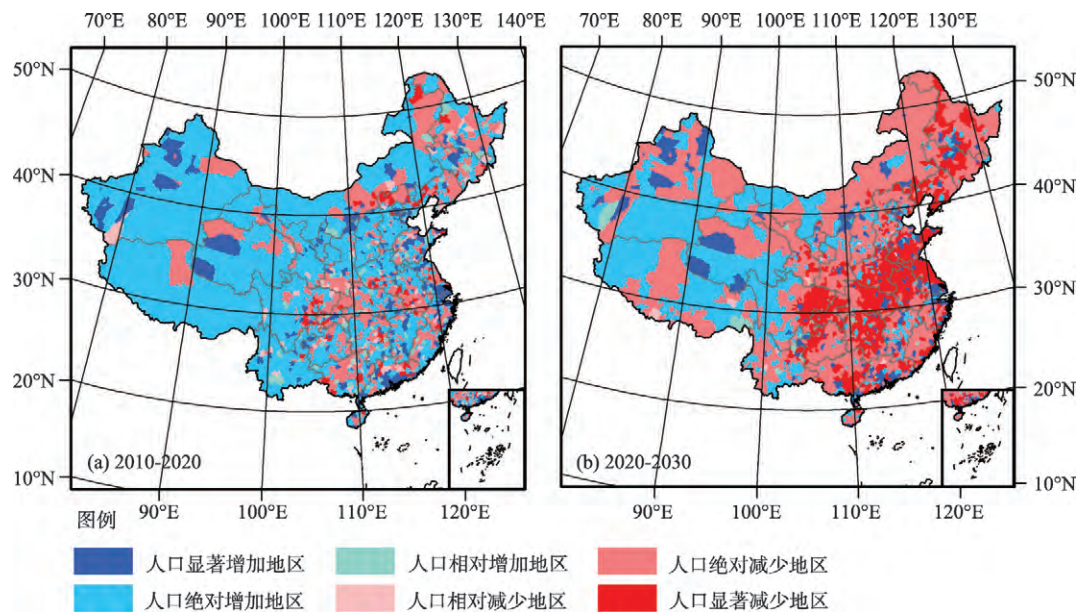 70°E 80°E 90°E 100°E 110°E 120°E 130°E 140°E 70°E 80°E 90°E 100°E 110°E 120°E 130°E
50°N 50°N
40°N 40°N
30°N 30°N
20°N 20°N
(a) 2010-2020 (b) 2020-2030
10°N 10°N
90°E 100°E 110°E 120°E 90°E 100°E 110°E 120°E
图例
人口显著增加地区 人口相对增加地区 人口绝对减少地区
人口绝对增加地区 人口相对减少地区 人口显著减少地区